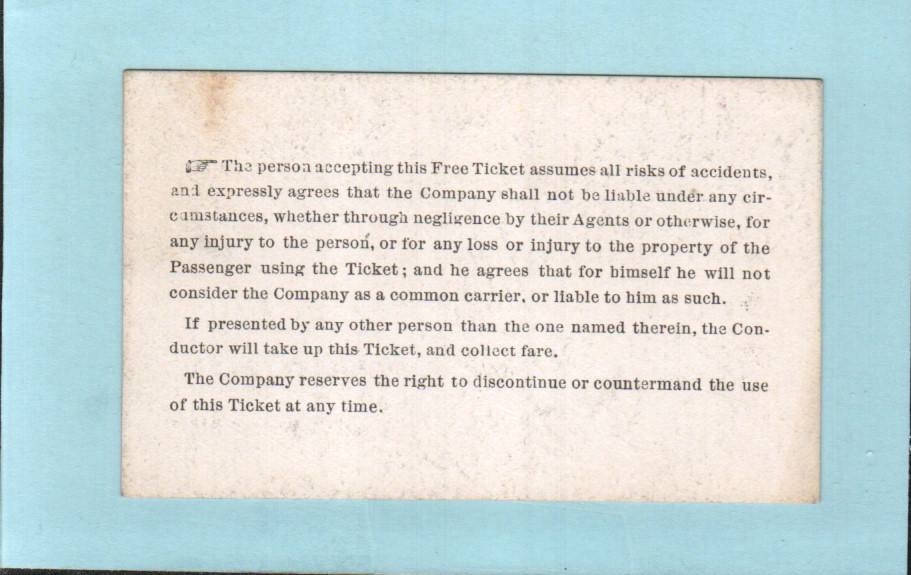 ☞ The person accepting this Free Ticket assumes all risks of accidents,
and expressly agrees that the Company shall not be liable under any cir-
cumstances, whether through negligence by their Agents or otherwise, for
any injury to the person, or for any loss or injury to the property of the
Passenger using the Ticket; and he agrees that for himself he will not
consider the Company as a common carrier, or liable to him as such.
If presented by any other person than the one named therein, the Con-
ductor will take up this Ticket, and collect fare.
The Company reserves the right to discontinue or countermand the use
of this Ticket at any time.